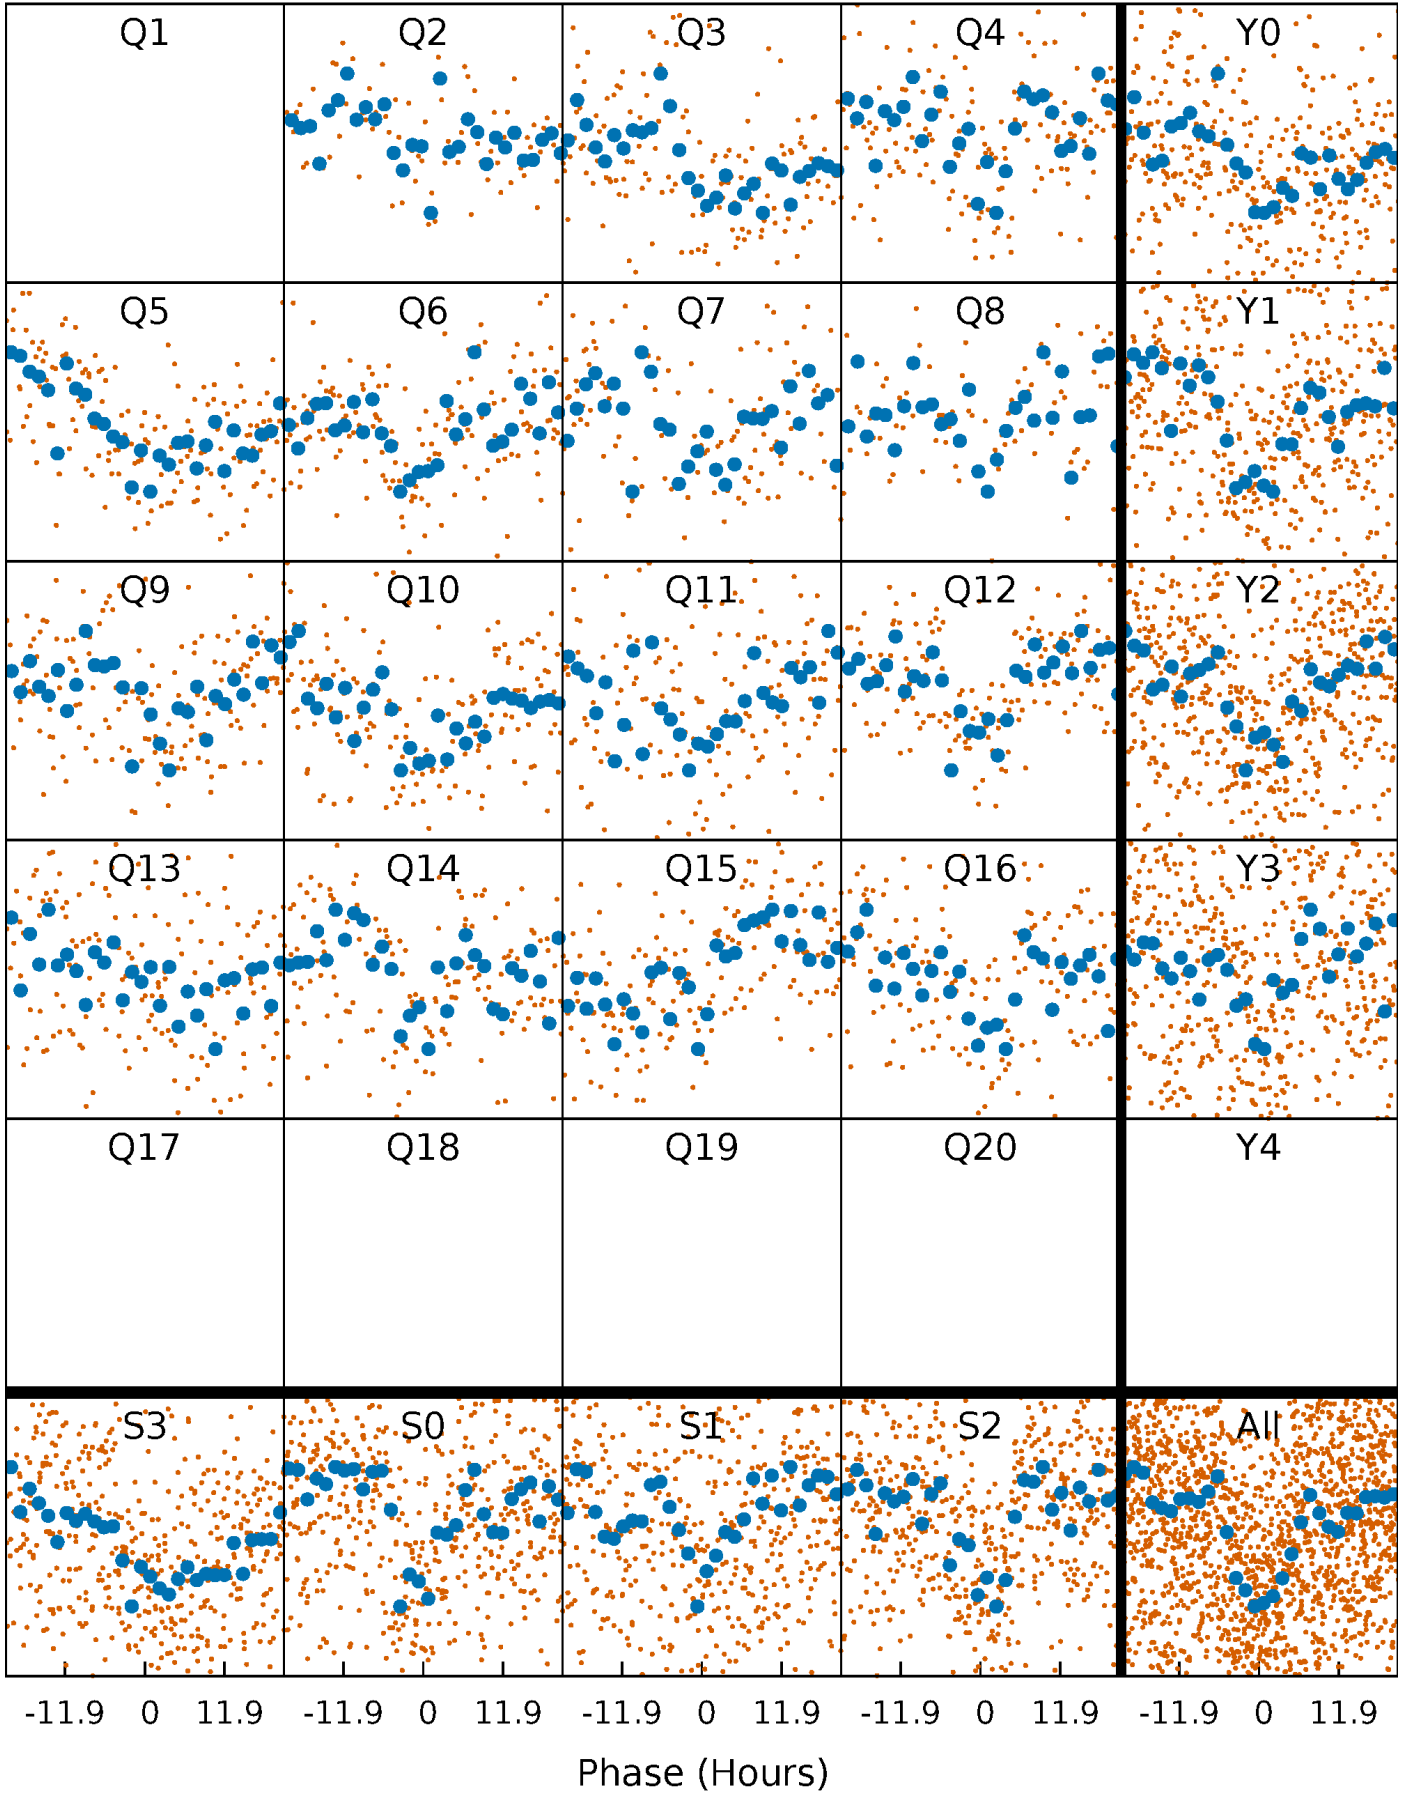 Q1 Q2 Q3 Q4 Y0
Q5 Q6 Q7 Q8 Y1
Q9 Q10 Q11 Q12 Y2
Q13 Q14 Q15 Q16 Y3
Q17 Q18 Q19 Q20 Y4
S3 S0 S1 S2 All
-11.9 0 11.9 -11.9 0 11.9 -11.9 0 11.9 -11.9 0 11.9 -11.9 0 11.9
Phase (Hours)